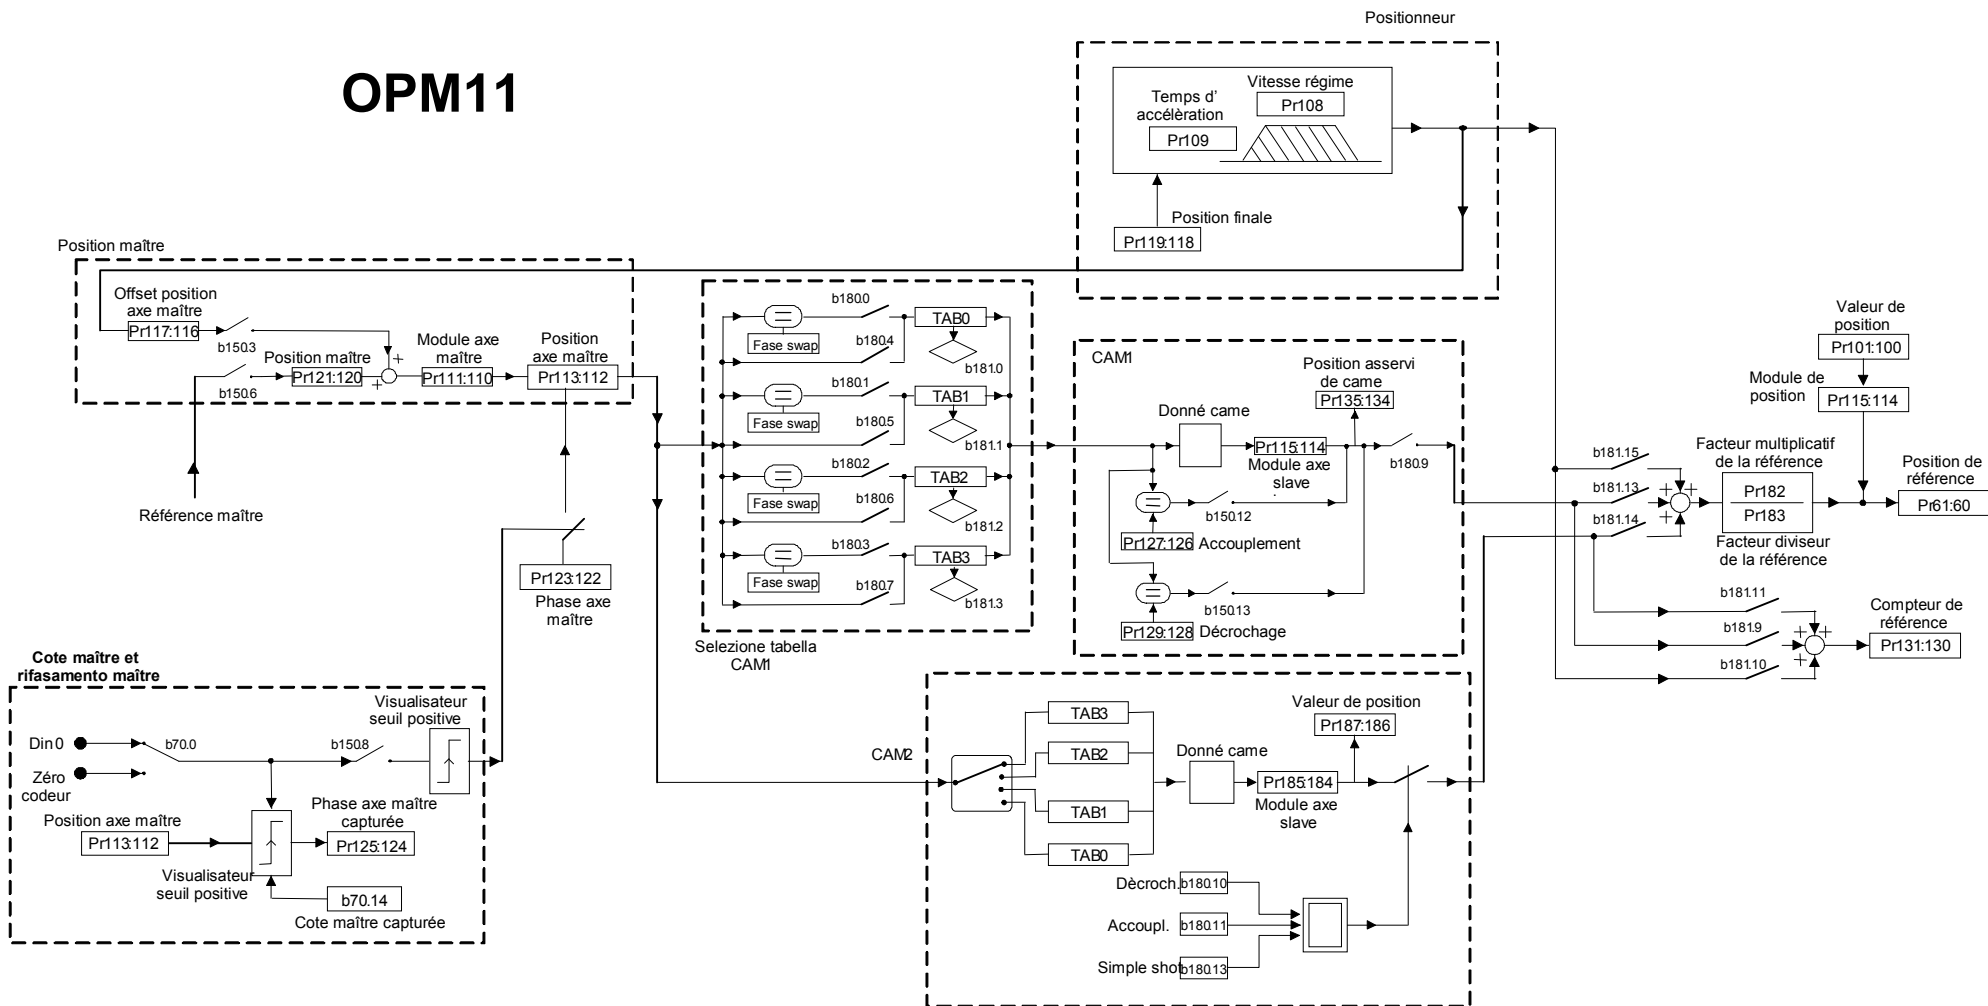 OPM11
Positionneur
Temps d'
accélèration
Pr109
Vitesse régime
Pr108
Position finale
Pr119:118
Position maître
Offset position
axe maître
Pr117:116
b150.3
b150.6
Position maître
Pr121:120
+
+
Module axe
maître
Pr111:110
Position
axe maître
Pr113:112
Référence maître
Pr123:122
Phase axe
maître
b180.0
Fase swap
b180.4
TAB0
b181.0
b180.1
Fase swap
b180.5
TAB1
b181.1
b180.2
Fase swap
b180.6
TAB2
b181.2
b180.3
Fase swap
b180.7
TAB3
b181.3
Selezione tabella
CAM1
CAM1
Position asservi
de came
Pr135:134
Donné came
Pr115:114
Module axe
slave
b180.9
b150.12
Pr127:126 Accouplement
b150.13
Pr129:128 Décrochage
Valeur de
position
Pr101:100
Module de
position
Pr115:114
b181.15
b181.13
b181.14
+
+
+
Facteur multiplicatif
de la référence
Pr182
Pr183
Facteur diviseur
de la référence
Position de
référence
Pr61:60
b181.11
b181.9
b181.10
+
+
+
Compteur de
référence
Pr131:130
Cote maître et
rifasamento maître
Din0
Zéro
codeur
b70.0
b150.8
Visualisateur
seuil positive
Position axe maître
Pr113:112
Visualisateur
seuil positive
Phase axe maître
capturée
Pr125:124
b70.14
Cote maître capturée
CAM2
TAB3
TAB2
TAB1
TAB0
Donné came
Valeur de position
Pr187:186
Pr185:184
Module axe
slave
Dècroch. b180.10
Accoupl. b180.11
Simple shot b180.13